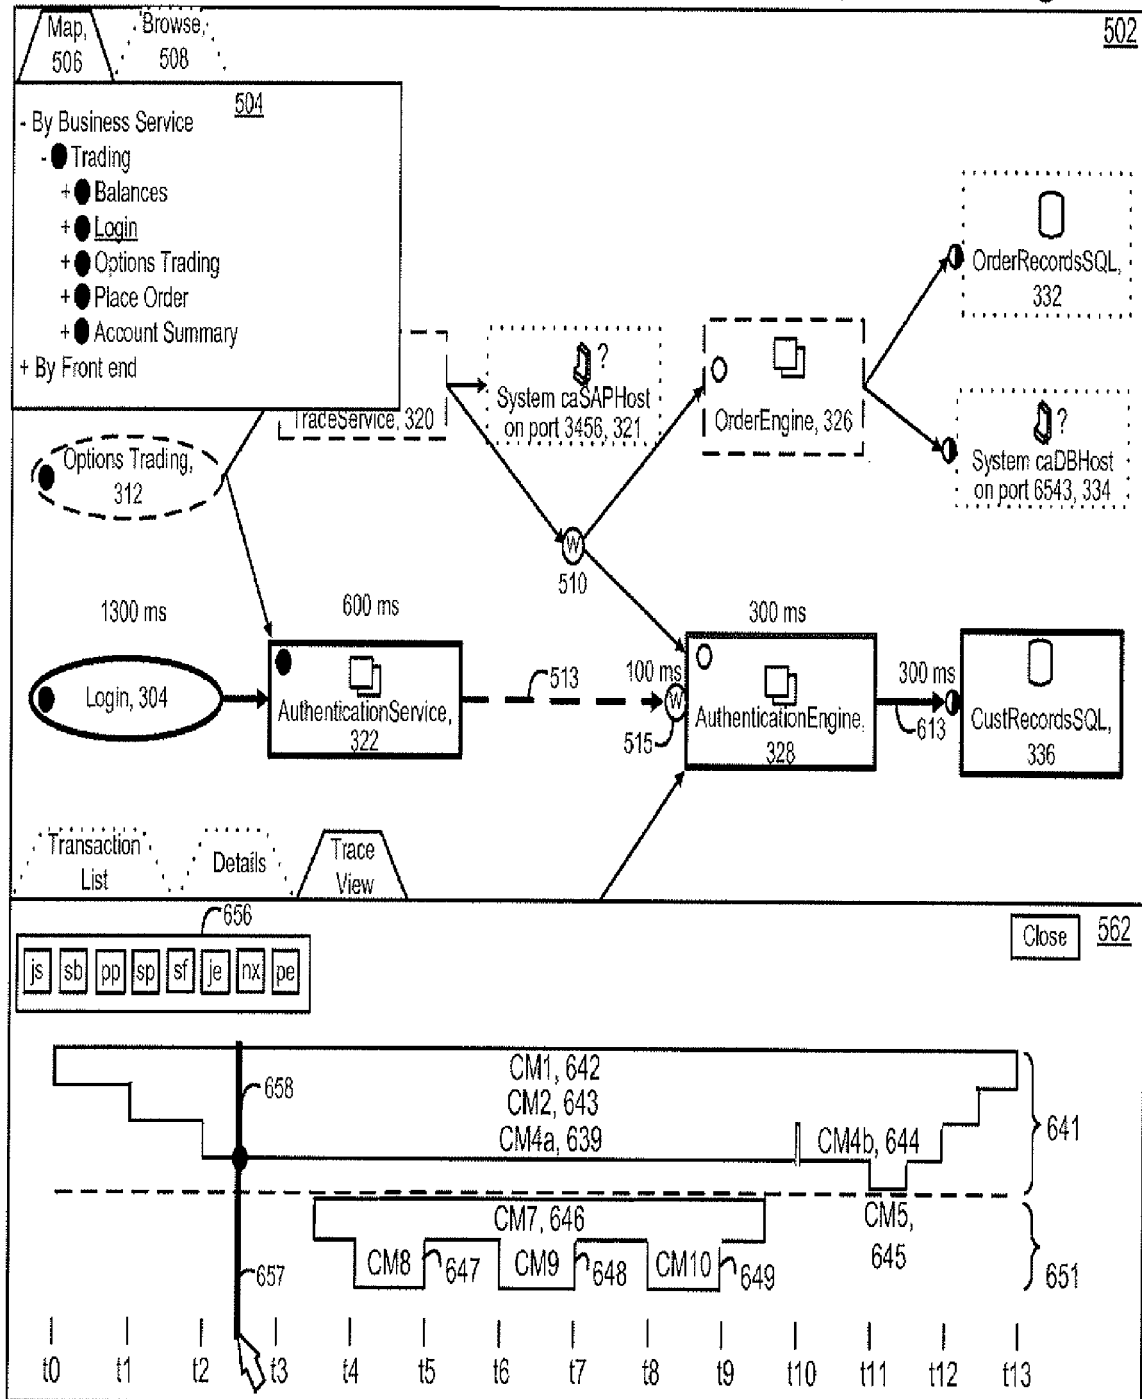 Map,
506
Browse,
508
502
504
- By Business Service
- Trading
+ Balances
+ Login
+ Options Trading
+ Place Order
+ Account Summary
+ By Front end
TraceService, 320
?
System caSAPHost
on port 3456, 321
OrderEngine, 326
OrderRecordsSQL,
332
?
System caDBHost
on port 6543, 334
Options Trading,
312
W
510
1300 ms
600 ms
300 ms
Login, 304
AuthenticationService,
322
513
100 ms
W
515
AuthenticationEngine,
328
300 ms
613
CustRecordsSQL,
336
Transaction
List
Details
Trace
View
656
Close
562
js sb pp sp sf je nx pe
658
CM1, 642
CM2, 643
CM4a, 639
CM4b, 644
641
CM7, 646
CM5,
645
CM8
647
CM9
648
CM10
649
651
657
t0 t1 t2 t3 t4 t5 t6 t7 t8 t9 t10 t11 t12 t13